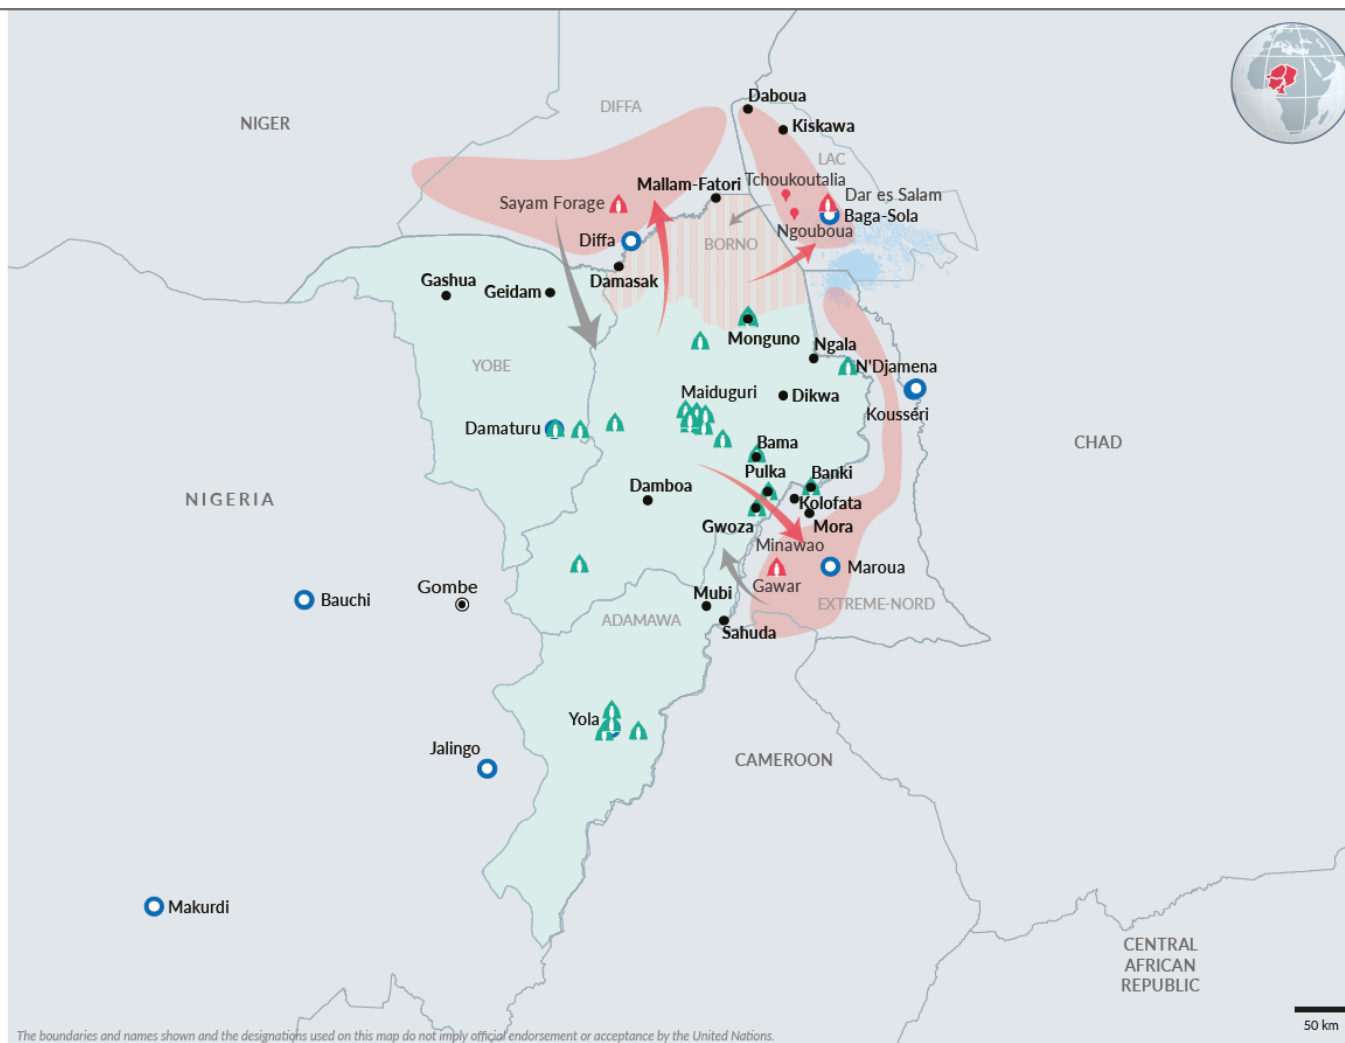 Daboua
DIFFA
NIGER
Kiskawa
LAC
Tchoukoutalia
Mallam-Fatori
Dar es Salam
Sayam Forage
Baga-Sola
Ngouboua
Diffa
BORNO
Damasak
Gashua
Geidam
Monguno
Ngala
YOBE
N'Djamena
Maiduguri
Dikwa
Kousséri
Damaturu
Bama
CHAD
Pulka
Banki
Damboa
NIGERIA
Kolofata
Gwoza
Mora
Minawao
Maroua
Gombe
Gawar
Bauchi
Mubi
EXTREME-NORD
ADAMAWA
Sahuda
Yola
Jalingo
CAMEROON
Makurdi
CENTRAL
AFRICAN
REPUBLIC
50 km
The boundaries and names shown and the designations used on this map do not imply official endorsement or acceptance by the United Nations.